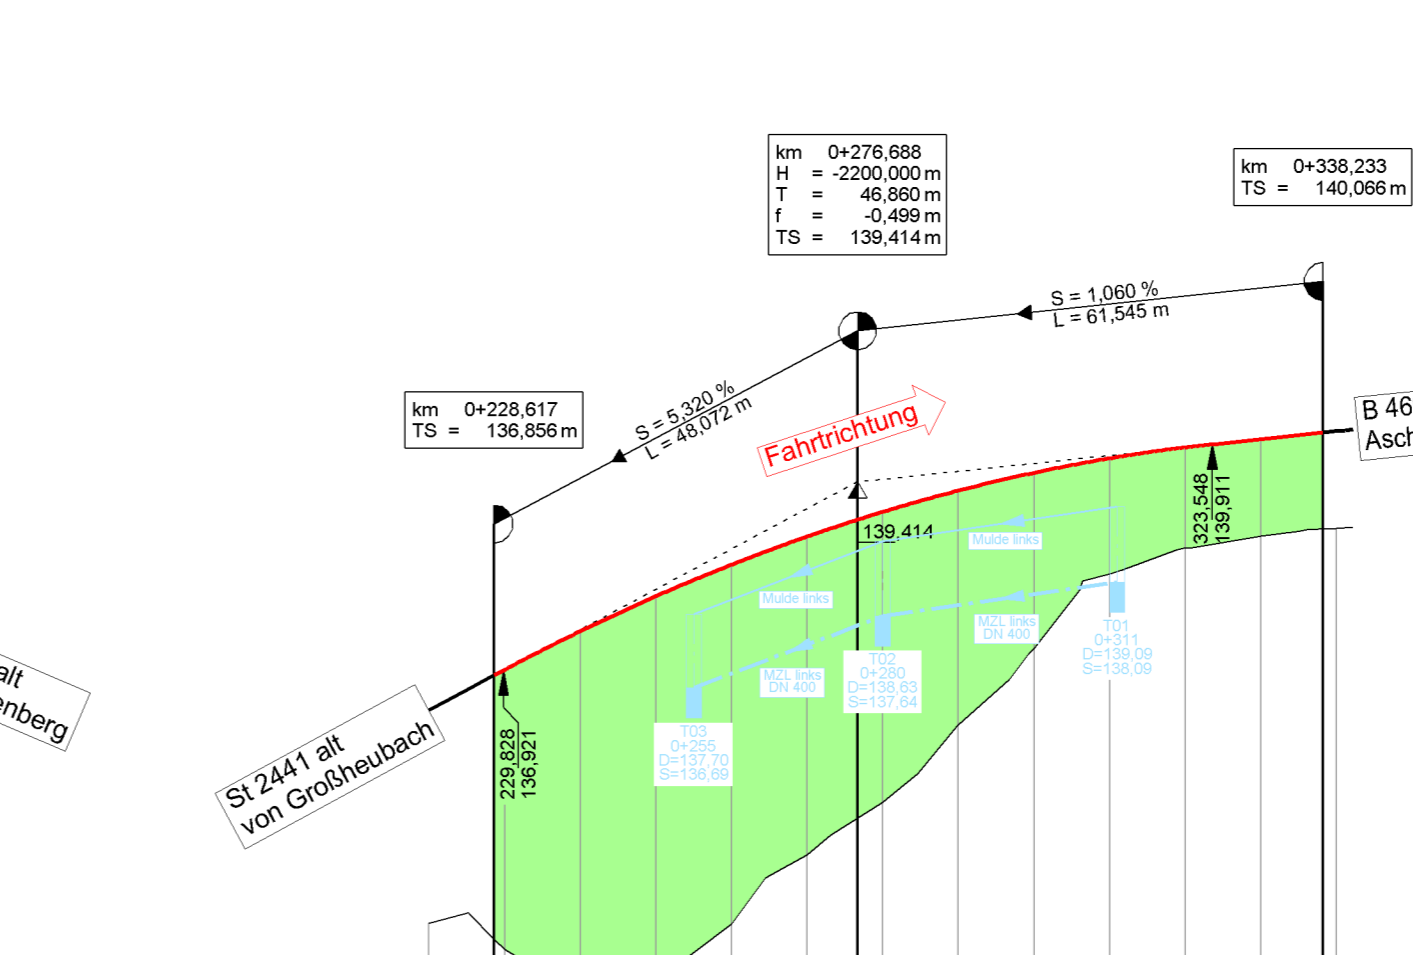 km 0+276,688
H = -2200,000 m
T = 46,860 m
f = -0,499 m
TS = 139,414 m
km 0+338,233
TS = 140,066 m
S = 1,060 %
L = 61,545 m
km 0+228,617
TS = 136,856 m
S = 5,320 %
L = 48,072 m
Fahrtrichtung
B 46
Asch
139,414
323,548
139,911
Mulde links
Mulde links
MZL links
DN 400
MZL links
DN 400
T01
0+311
D=139,09
S=138,09
T02
0+280
D=138,63
S=137,64
T03
0+255
D=137,70
S=136,69
229,828
136,921
St 2441 alt
von Großheubach
alt
enberg